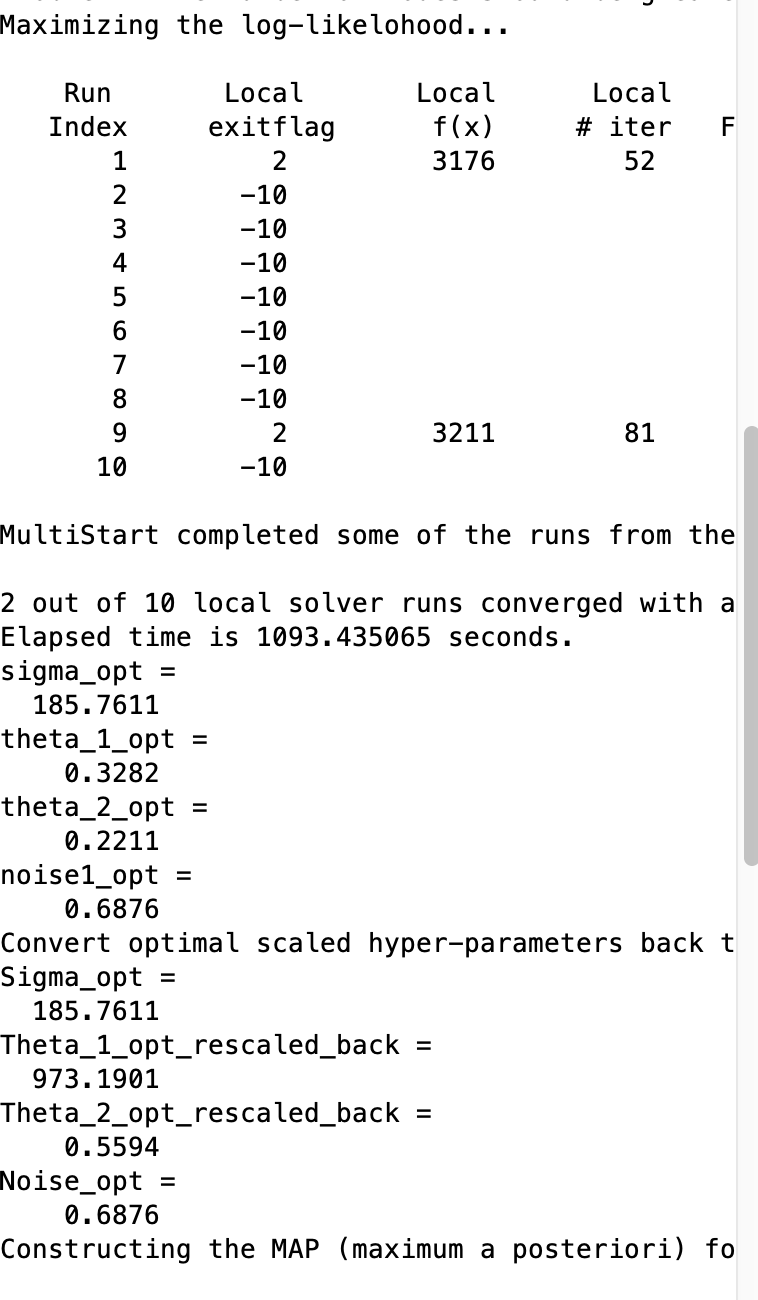 Maximizing the log-likelohood...
Run Local Local Local
Index exitflag f(x) # iter F
1 2 3176 52
2 -10
3 -10
4 -10
5 -10
6 -10
7 -10
8 -10
9 2 3211 81
10 -10
MultiStart completed some of the runs from the
2 out of 10 local solver runs converged with a
Elapsed time is 1093.435065 seconds.
sigma_opt =
185.7611
theta_1_opt =
0.3282
theta_2_opt =
0.2211
noise1_opt =
0.6876
Convert optimal scaled hyper-parameters back t
Sigma_opt =
185.7611
Theta_1_opt_rescaled_back =
973.1901
Theta_2_opt_rescaled_back =
0.5594
Noise_opt =
0.6876
Constructing the MAP (maximum a posteriori) fo